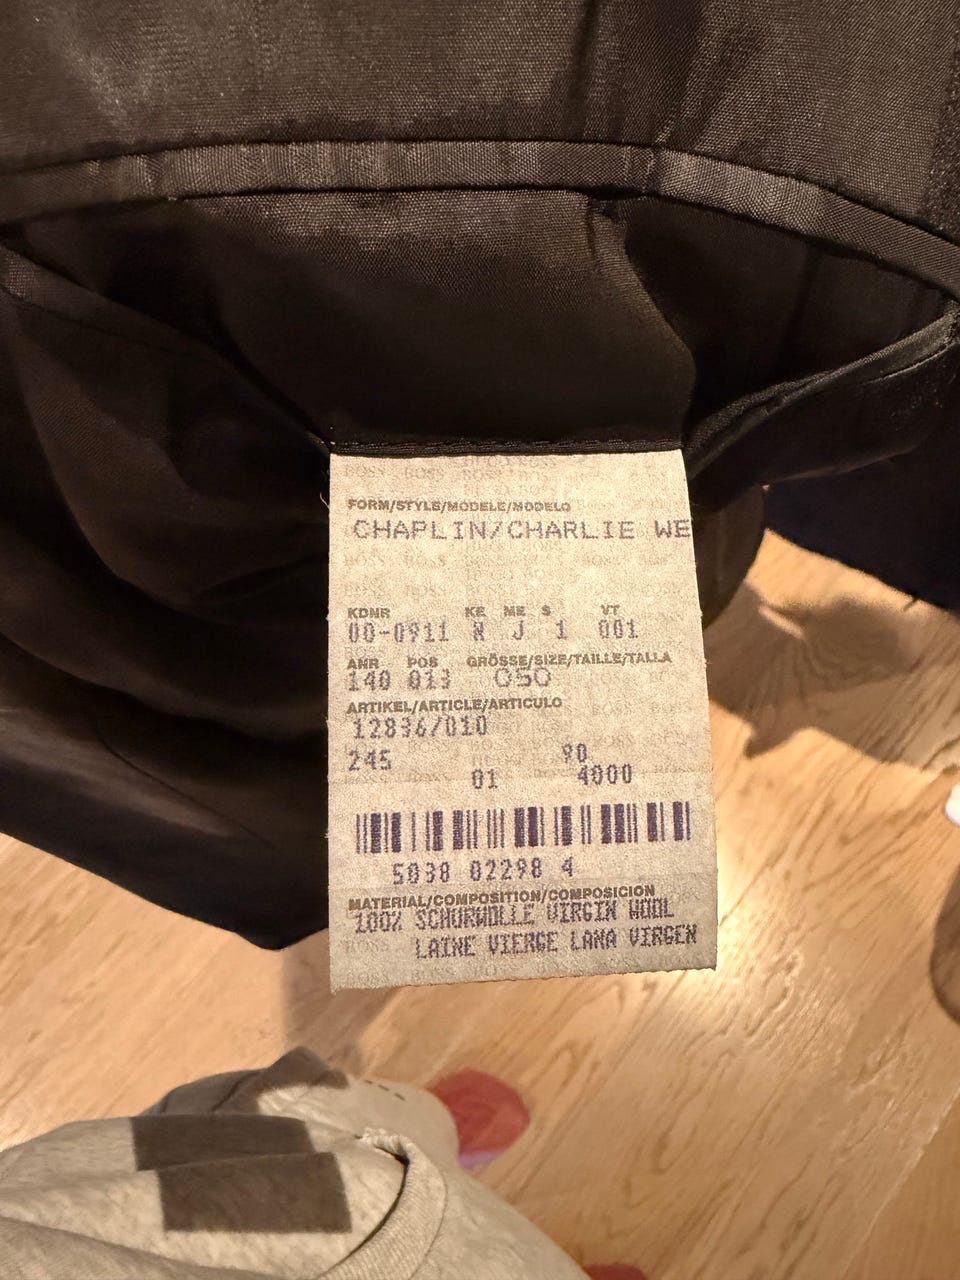 FORM/STYLE/MODELE/MODELO
CHAPLIN/CHARLIE WE
KDNR KE ME S VT
00-0911 N J 1 001
ANR POS GRÖSSE/SIZE/TAILLE/TALLA
140 013 050
ARTIKEL/ARTICLE/ARTICULO
12836/010
245 90
01 4000
5038 02298 4
MATERIAL/COMPOSITION/COMPOSICION
100% SCHURWOLLE VIRGIN WOOL
LAINE VIERGE LANA VIRGEN